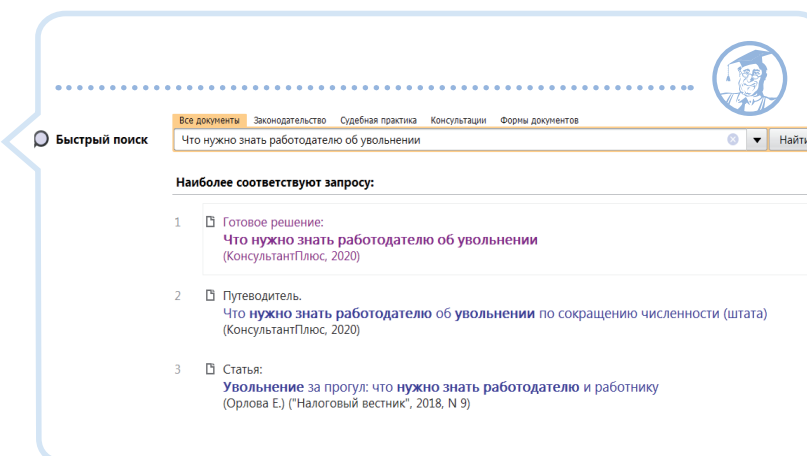 Все документы Законодательство Судебная практика Консультации Формы документов
Быстрый поиск
Что нужно знать работодателю об увольнении
Найти
Наиболее соответствуют запросу:
1 Готовое решение:
Что нужно знать работодателю об увольнении
(КонсультантПлюс, 2020)
2 Путеводитель.
Что нужно знать работодателю об увольнении по сокращению численности (штата)
(КонсультантПлюс, 2020)
3 Статья:
Увольнение за прогул: что нужно знать работодателю и работнику
(Орлова Е.) ("Налоговый вестник", 2018, N 9)